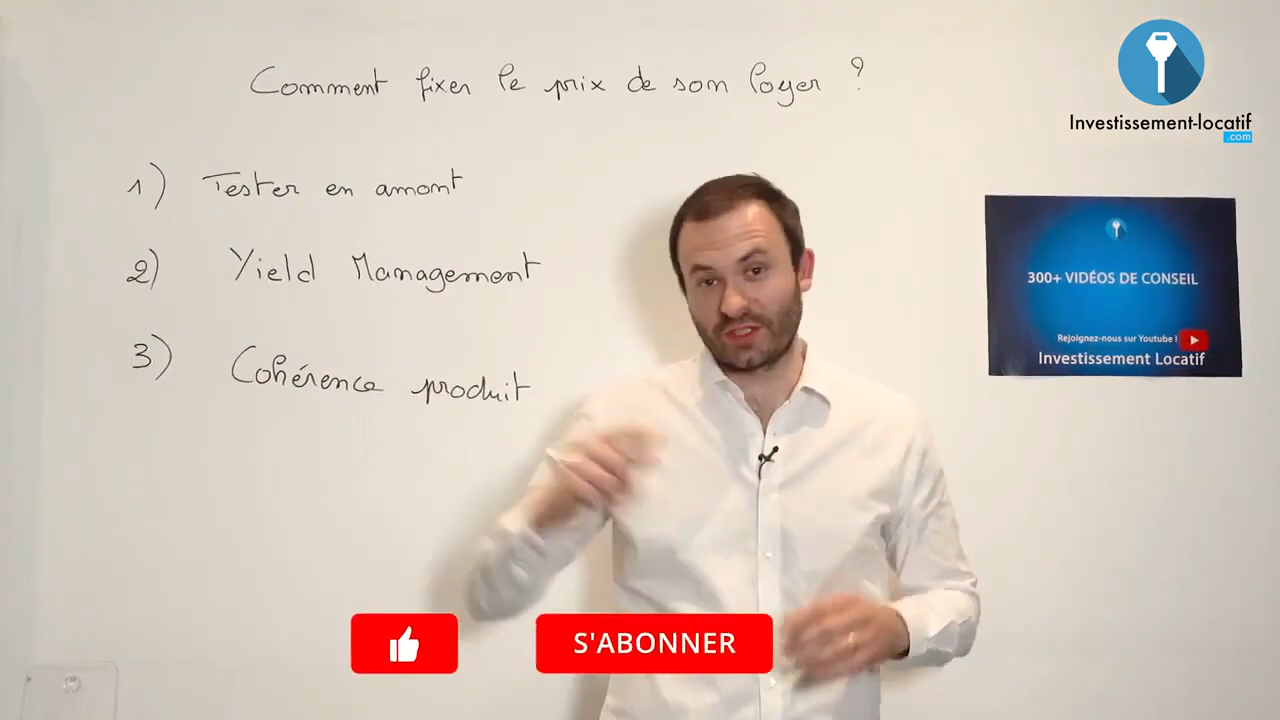 Comment fixer le prix de son loyer ?
1) Tester en amont
2) Yield Management
3) Cohérence produit
Investissement-locatif
.com
300+ VIDÉOS DE CONSEIL
Rejoignez-nous sur Youtube !
Investissement Locatif
S'ABONNER